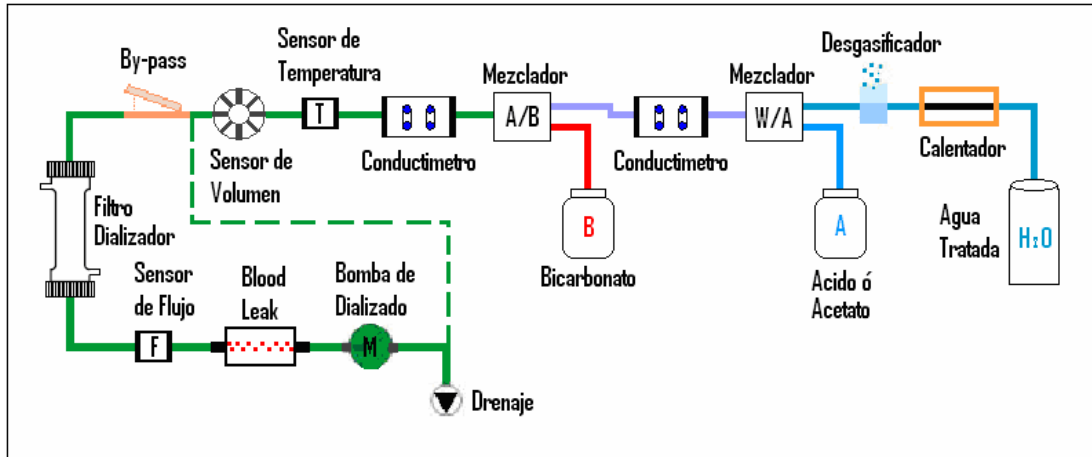 By-pass
Sensor de
Temperatura
Mezclador
Mezclador
Desgasificador
T
A/B
W/A
Sensor de
Volumen
Conductimetro
Conductimetro
Calentador
Filtro
Dializador
B
Bicarbonato
A
Acido ó
Acetato
Agua
Tratada
H₂O
Sensor
de Flujo
Blood
Leak
Bomba de
Dializado
F
M
Drenaje